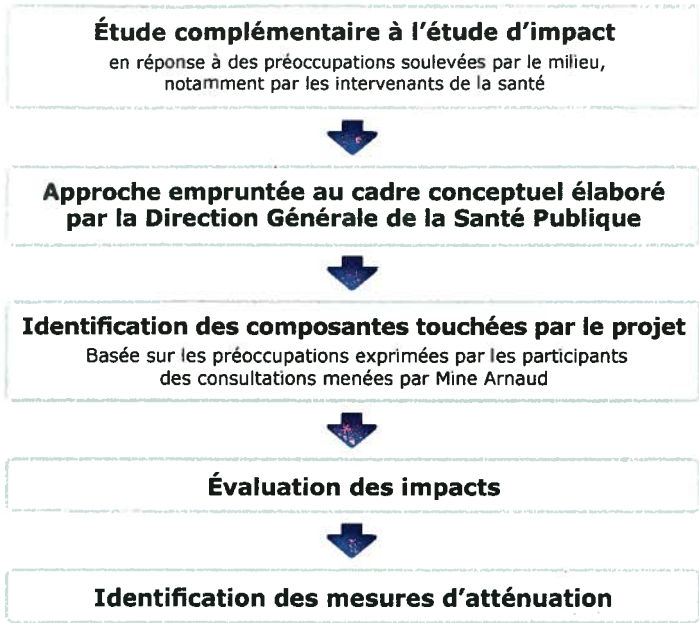 Étude complémentaire à l'étude d'impact
en réponse à des préoccupations soulevées par le milieu,
notamment par les intervenants de la santé
Approche empruntée au cadre conceptuel élaboré
par la Direction Générale de la Santé Publique
Identification des composantes touchées par le projet
Basée sur les préoccupations exprimées par les participants
des consultations menées par Mine Arnaud
Évaluation des impacts
Identification des mesures d'atténuation